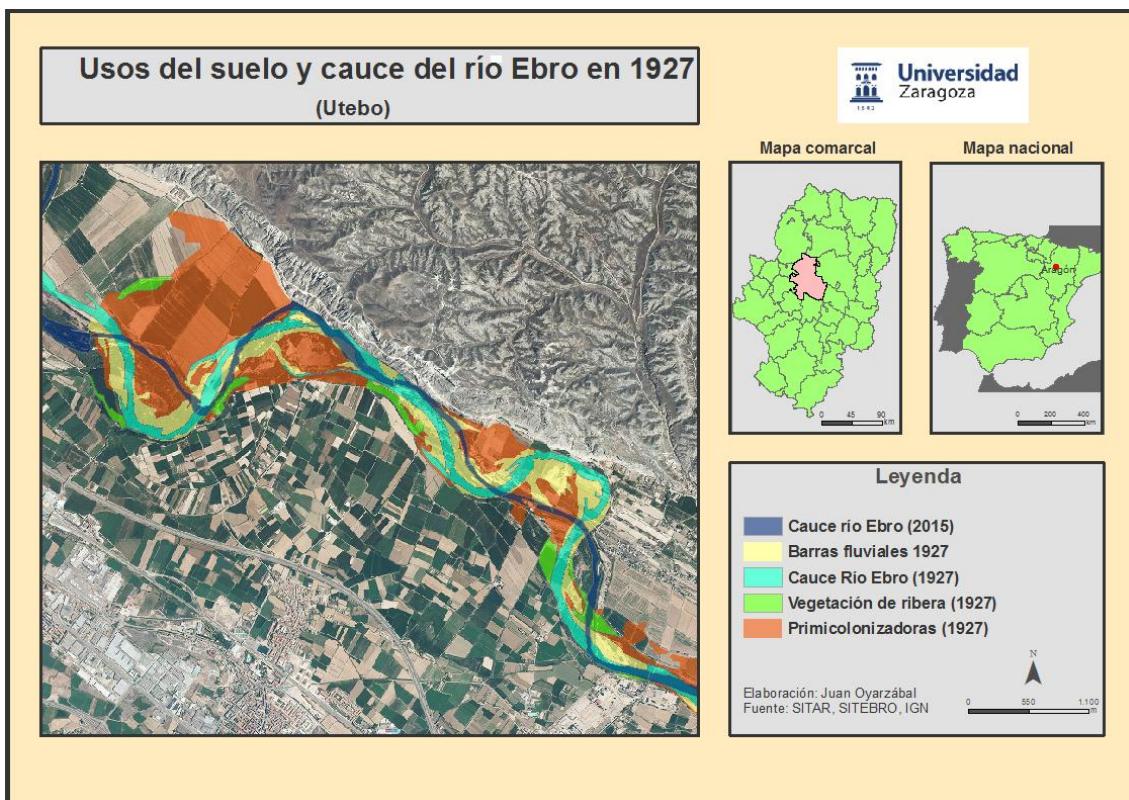 Usos del suelo y cauce del río Ebro en 1927
(Utebo)
Universidad
Zaragoza
1542
Mapa comarcal
Mapa nacional
Aragón
0 45 90
km
0 200 400
km
Leyenda
Cauce río Ebro (2015)
Barras fluviales 1927
Cauce Río Ebro (1927)
Vegetación de ribera (1927)
Primicolonizadoras (1927)
N
Elaboración: Juan Oyarzábal
Fuente: SITAR, SITEBRO, IGN
0 550 1.100
m